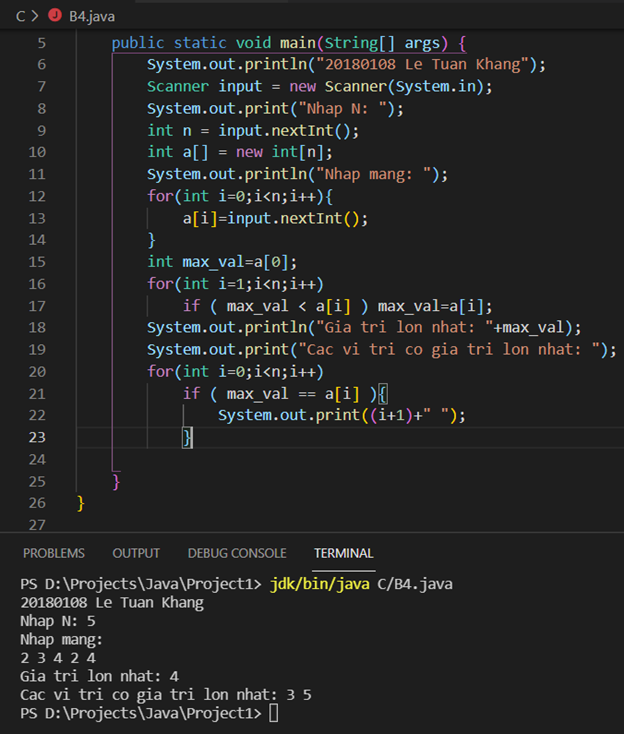 C > J B4.java
5 public static void main(String[] args) {
6 System.out.println("20180108 Le Tuan Khang");
7 Scanner input = new Scanner(System.in);
8 System.out.print("Nhap N: ");
9 int n = input.nextInt();
10 int a[] = new int[n];
11 System.out.println("Nhap mang: ");
12 for(int i=0;i<n;i++){
13 a[i]=input.nextInt();
14 }
15 int max_val=a[0];
16 for(int i=1;i<n;i++)
17 if ( max_val < a[i] ) max_val=a[i];
18 System.out.println("Gia tri lon nhat: "+max_val);
19 System.out.print("Cac vi tri co gia tri lon nhat: ");
20 for(int i=0;i<n;i++)
21 if ( max_val == a[i] ){
22 System.out.print((i+1)+" ");
23 }
24
25 }
26 }
27
PROBLEMS OUTPUT DEBUG CONSOLE TERMINAL
PS D:\Projects\Java\Project1> jdk/bin/java C/B4.java
20180108 Le Tuan Khang
Nhap N: 5
Nhap mang:
2 3 4 2 4
Gia tri lon nhat: 4
Cac vi tri co gia tri lon nhat: 3 5
PS D:\Projects\Java\Project1>